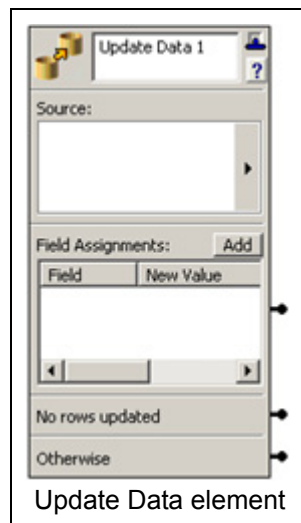 Update Data 1
?
Source:
Field Assignments: Add
Field New Value
No rows updated
Otherwise
Update Data element